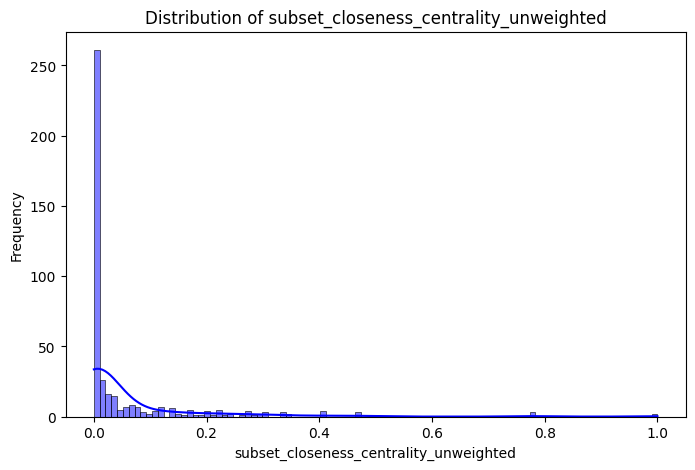 Distribution of subset_closeness_centrality_unweighted
Frequency
250
200
150
100
50
0
0.0 0.2 0.4 0.6 0.8 1.0
subset_closeness_centrality_unweighted